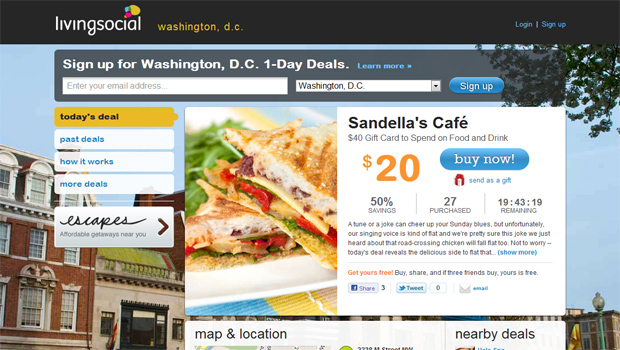 livingsocial washington, d.c.
Login | Sign up
Sign up for Washington, D.C. 1-Day Deals. Learn more »
Enter your email address...
Washington, D.C.
Sign up
today's deal
past deals
how it works
more deals
escapes
Affordable getaways near you
Sandella's Café
$40 Gift Card to Spend on Food and Drink
$20
buy now!
send as a gift
50% 27 19:43:19
SAVINGS PURCHASED REMAINING
A tune or a joke can cheer up your Sunday blues, but unfortunately,
our singing voice is kind of flat and we're pretty sure this joke we just
heard about that road-crossing chicken will fall flat too. Not to worry --
today's deal reveals the delicious side to flat that... (show more)
Get yours free! Buy, share, and if three friends buy, yours is free.
Share 3 Tweet 0 email
map & location
nearby deals
M Street NW